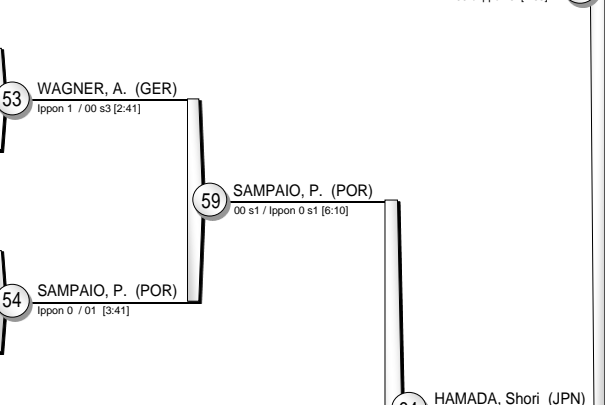 53
WAGNER, A. (GER)
Ippon 1 / 00 s3 [2:41]
59
SAMPAIO, P. (POR)
00 s1 / Ippon 0 s1 [6:10]
54
SAMPAIO, P. (POR)
Ippon 0 / 01 [3:41]
HAMADA, Shori (JPN)